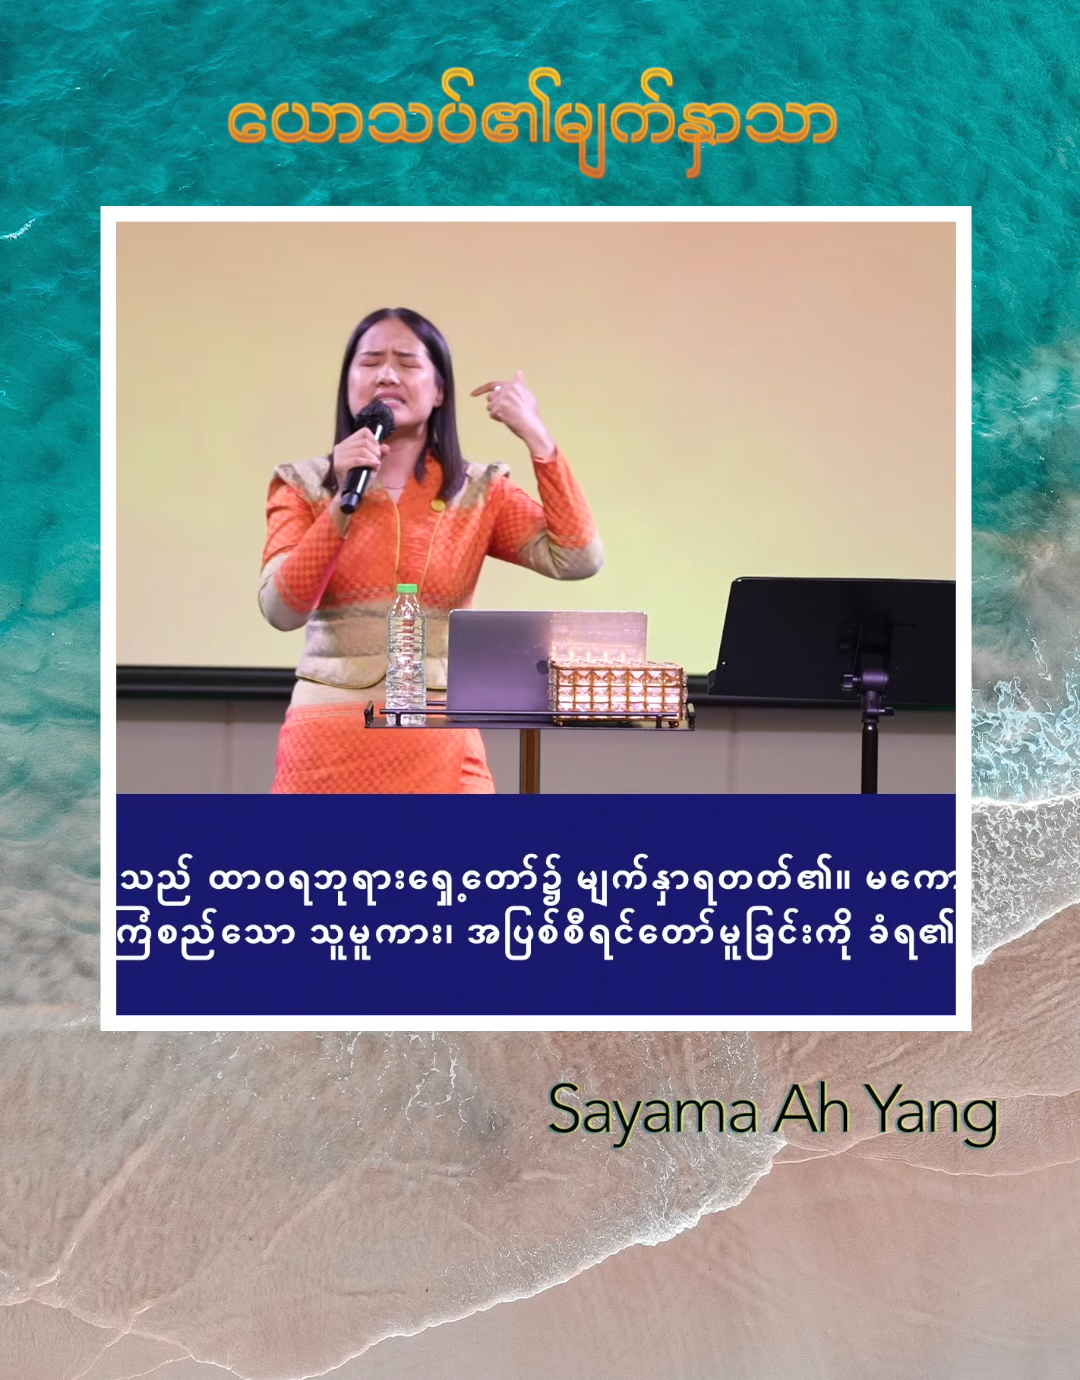 ယောသပ်၏မျက်နှာသာ
သည် ထာဝရဘုရားရှေ့တော်၌ မျက်နှာရတတ်၏။ မကော
ကြံစည်သော သူမူကား၊ အပြစ်စီရင်တော်မူခြင်းကို ခံရ၏
Sayama Ah Yang